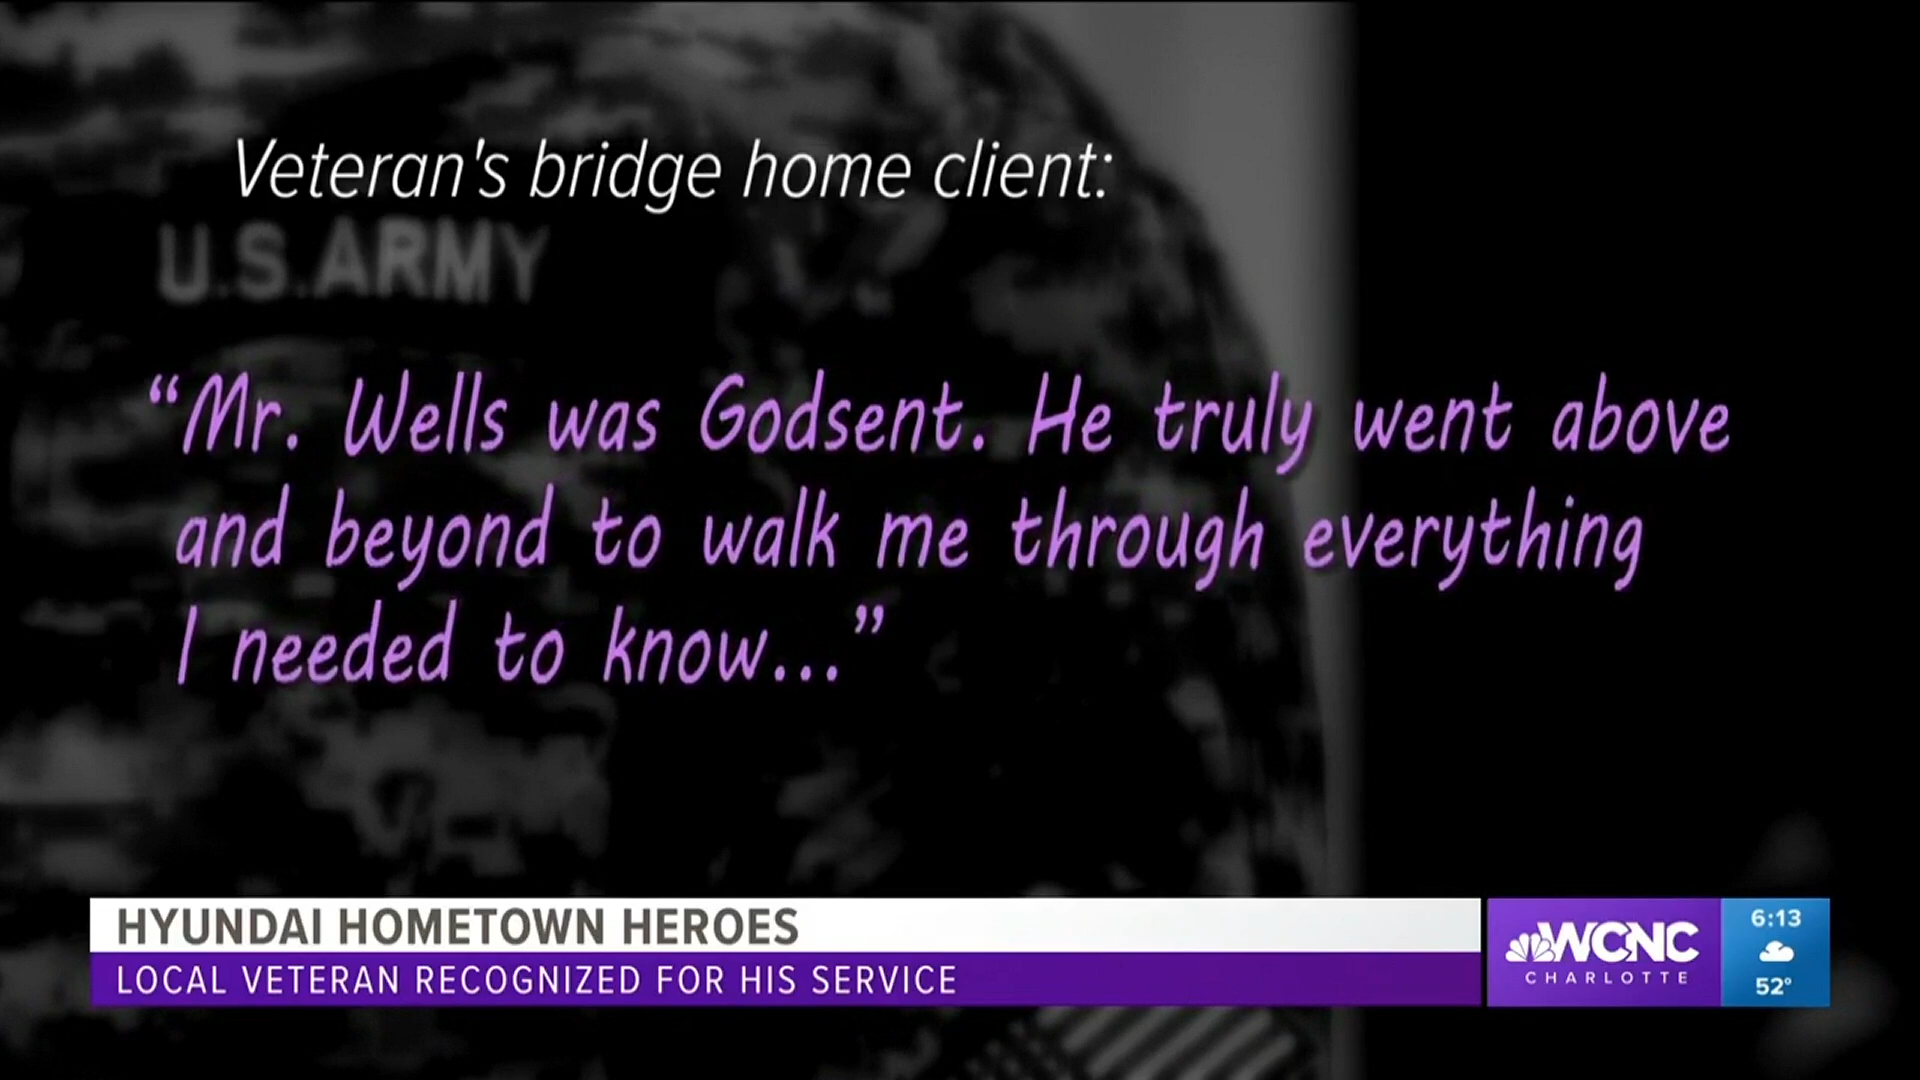 Veteran's bridge home client:
U.S.ARMY
“Mr. Wells was Godsent. He truly went above
and beyond to walk me through everything
I needed to know...”
HYUNDAI HOMETOWN HEROES
LOCAL VETERAN RECOGNIZED FOR HIS SERVICE
WCNC
CHARLOTTE
6:13
52°